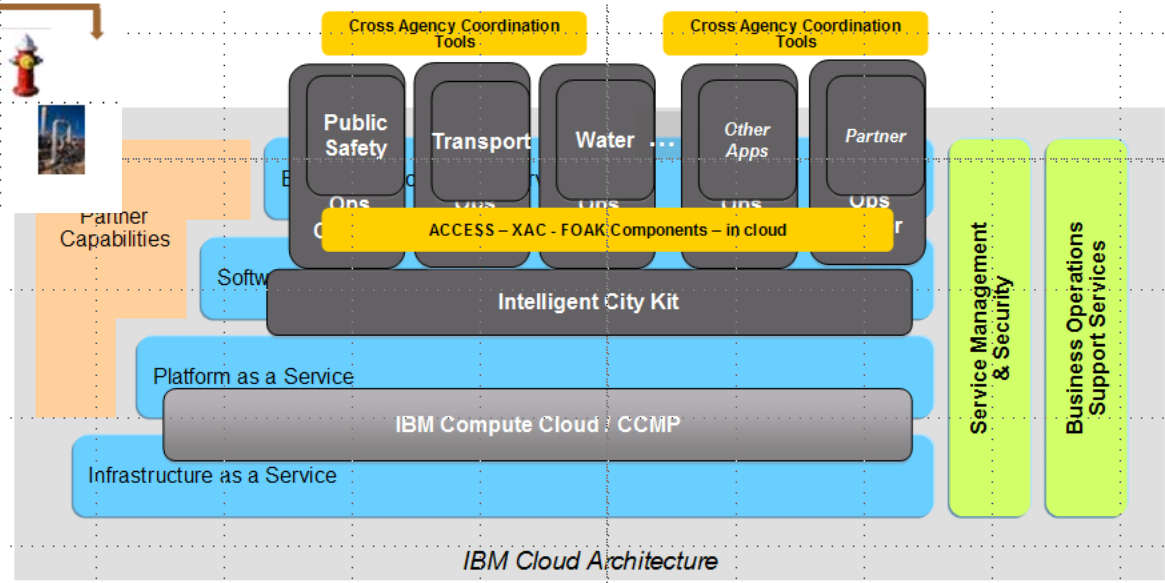 Cross Agency Coordination
Tools
Cross Agency Coordination
Tools
Public
Safety
Transport
Water
...
Other
Apps
Partner
Ops
Ops
Ops
Ops
Ops
Partner
Capabilities
ACCESS – XAC - FOAK Components – in cloud
Intelligent City Kit
Platform as a Service
IBM Compute Cloud / CCMP
Infrastructure as a Service
Service Management
& Security
Business Operations
Support Services
IBM Cloud Architecture